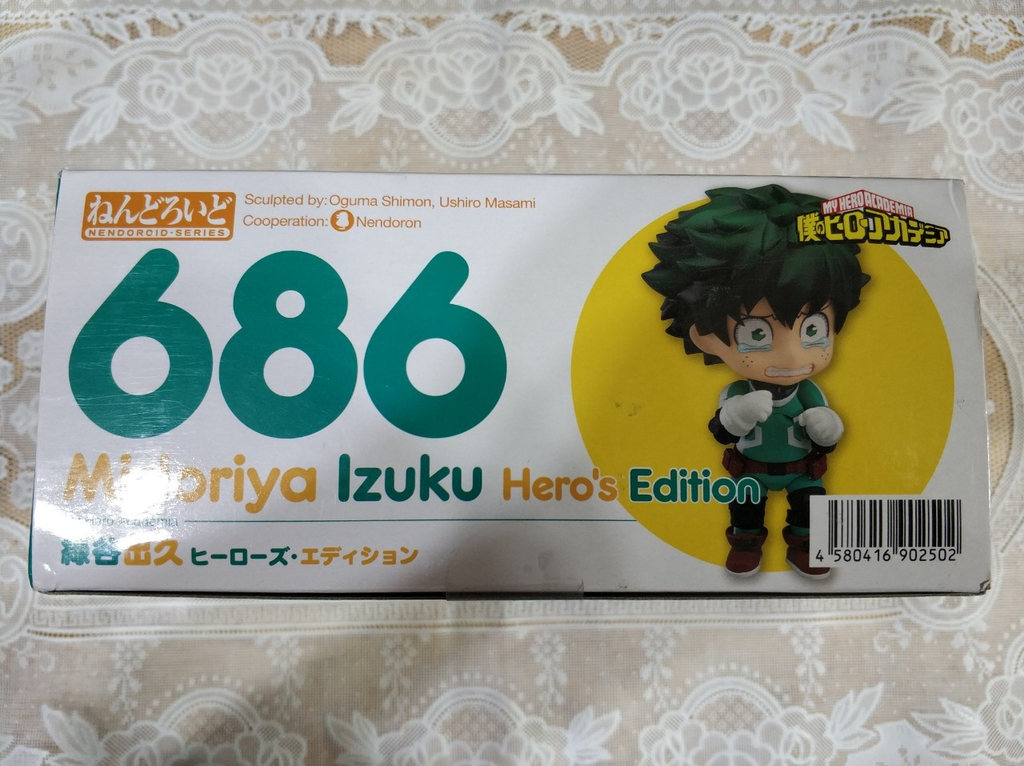 ねんどろいど
NENDOROID-SERIES
Sculpted by: Oguma Shimon, Ushiro Masami
Cooperation: Nendoron
MY HERO ACADEMIA
僕のヒーローアカデミア
686
Midoriya Izuku Hero's Edition
緑谷出久 ヒーローズ・エディション
4 580416 902502